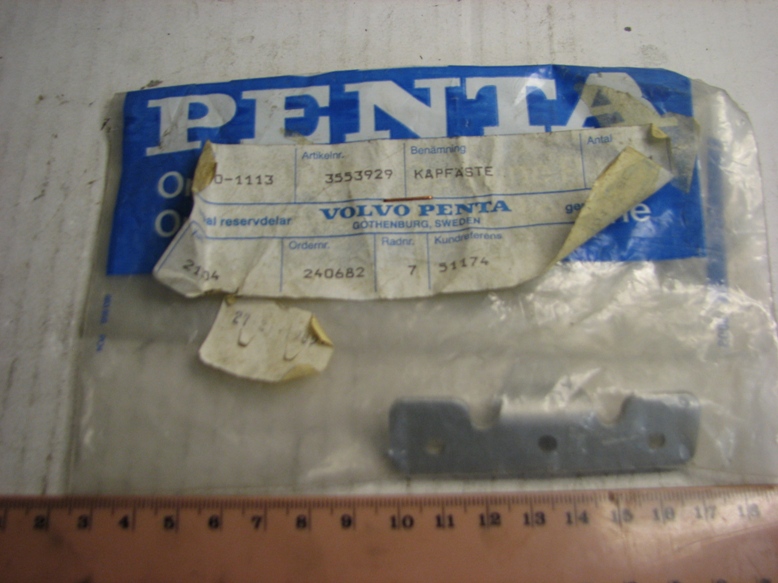 PENTA
Artikelnr. Benämning Antal
0-1113 3553929 KAPFÄSTE
al reservdelar VOLVO PENTA
GOTHENBURG, SWEDEN
Ordernr. Radnr. Kundreferens
2104 240682 7 51174
2 3 4 5 6 7 8 9 10 11 12 13 14 15 16 17 18